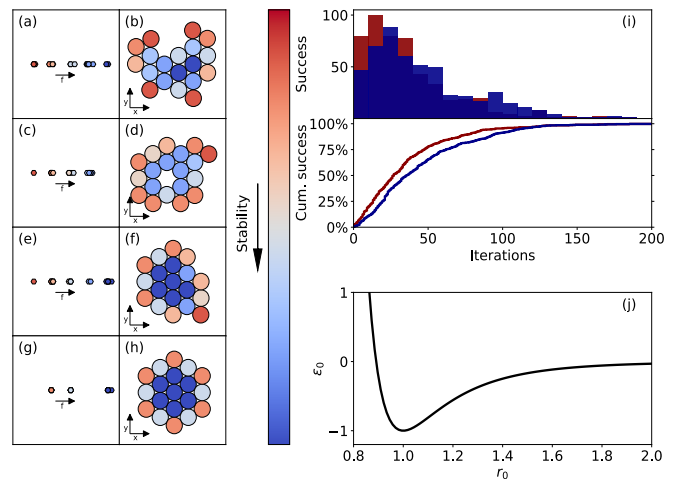 (a)
f
(b)
y
x
(c)
f
(d)
y
x
(e)
f
(f)
y
x
(g)
f
(h)
y
x
Stability
(i)
Success
100
50
Cum. success
100%
75%
50%
25%
0%
0 50 100 150 200
Iterations
(j)
ε0
1
0
−1
0.8 1.0 1.2 1.4 1.6 1.8 2.0
r0